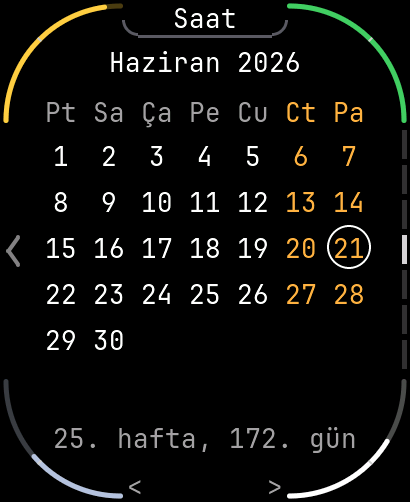 Saat
Haziran 2026
Pt Sa Ça Pe Cu Ct Pa
1 2 3 4 5 6 7
8 9 10 11 12 13 14
15 16 17 18 19 20 21
22 23 24 25 26 27 28
29 30
25. hafta, 172. gün
< >